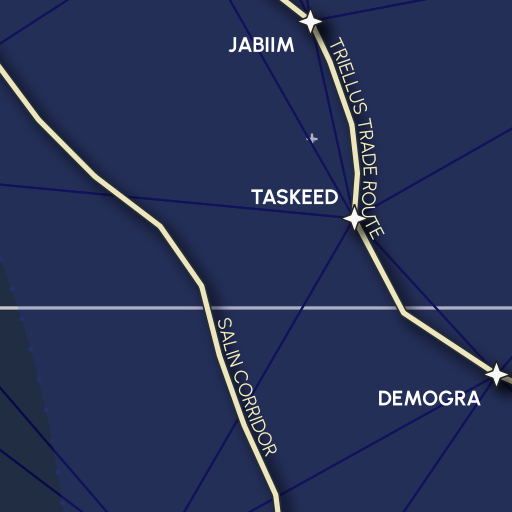 JABIIM
TRIELLUS TRADE ROUTE
TASKEED
SALIN CORRIDOR
DEMOGRA